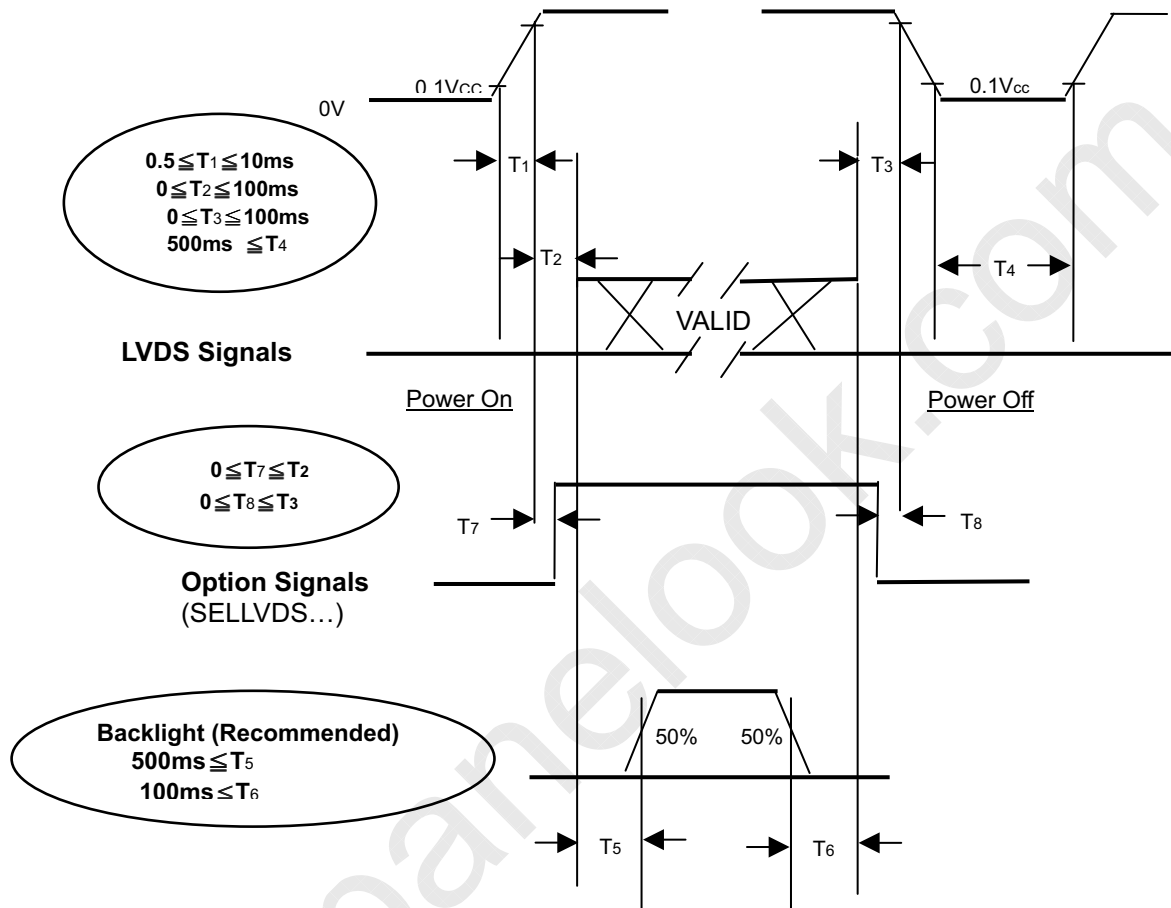 0.1Vcc
0.1Vcc
0V
0.5≦T1≦10ms
0≦T2≦100ms
0≦T3≦100ms
500ms ≦T4
T1
T3
T2
T4
VALID
LVDS Signals
Power On
Power Off
0≦T7≦T2
0≦T8≦T3
T7
T8
Option Signals
(SELLVDS…)
Backlight (Recommended)
500ms≦T5
100ms≦T6
50%
50%
T5
T6
panelook.com